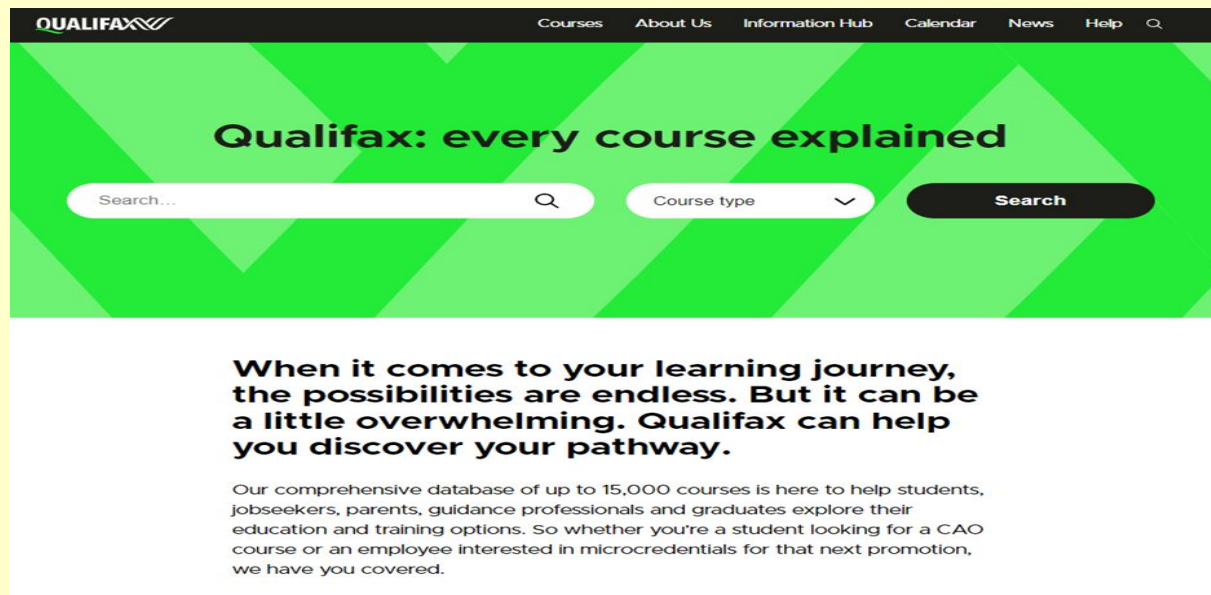 QUALIFAX
Courses About Us Information Hub Calendar News Help
Qualifax: every course explained
Search... Course type Search
When it comes to your learning journey,
the possibilities are endless. But it can be
a little overwhelming. Qualifax can help
you discover your pathway.
Our comprehensive database of up to 15,000 courses is here to help students,
jobseekers, parents, guidance professionals and graduates explore their
education and training options. So whether you're a student looking for a CAO
course or an employee interested in microcredentials for that next promotion,
we have you covered.